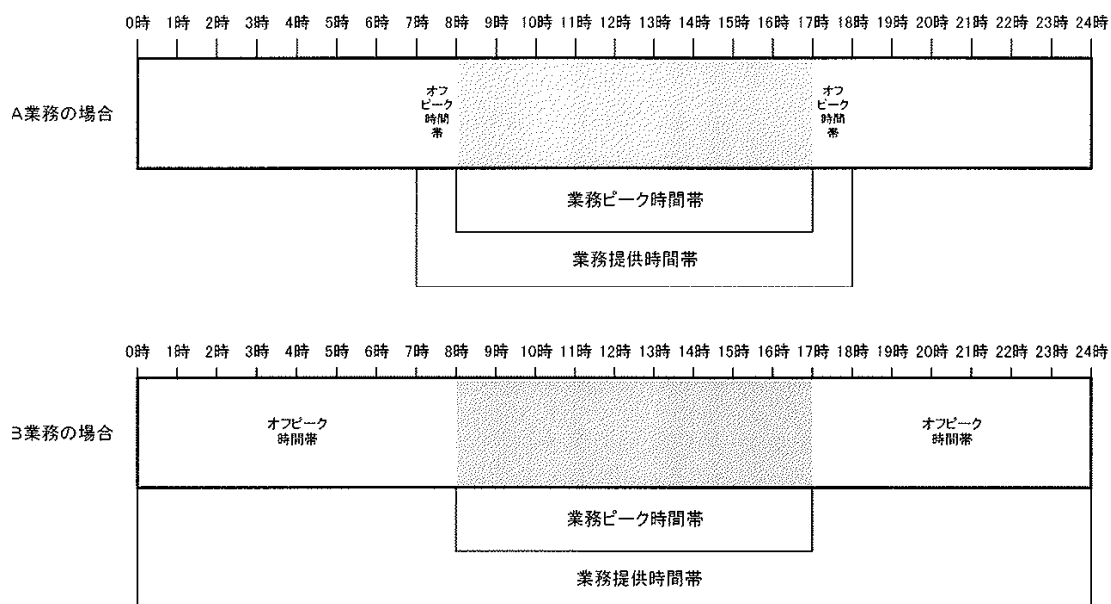 0時 1時 2時 3時 4時 5時 6時 7時 8時 9時 10時 11時 12時 13時 14時 15時 16時 17時 18時 19時 20時 21時 22時 23時 24時
A業務の場合
オフ
ピーク
時間
帯
オフ
ピーク
時間
帯
業務ピーク時間帯
業務提供時間帯
0時 1時 2時 3時 4時 5時 6時 7時 8時 9時 10時 11時 12時 13時 14時 15時 16時 17時 18時 19時 20時 21時 22時 23時 24時
B業務の場合
オフピーク
時間帯
オフピーク
時間帯
業務ピーク時間帯
業務提供時間帯